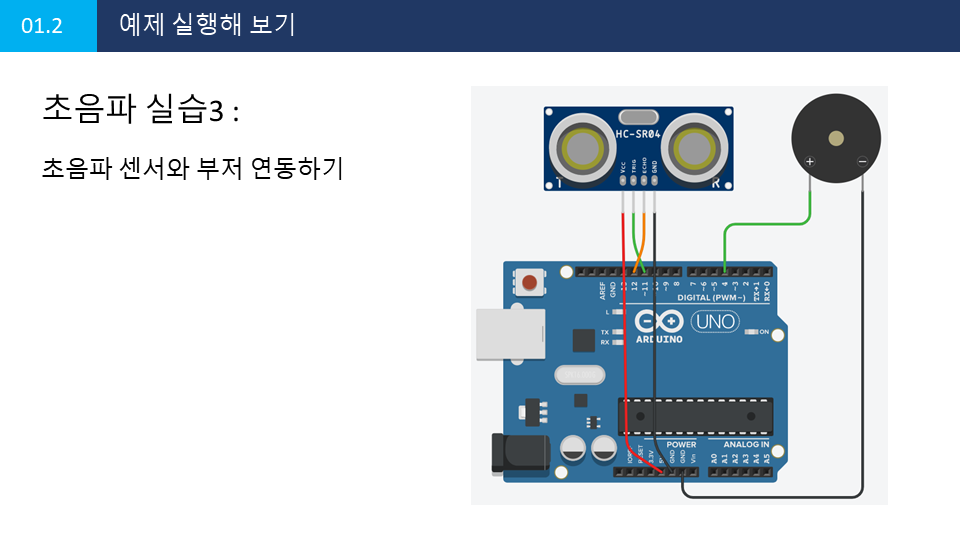 01.2
예제 실행해 보기
초음파 실습3 :
초음파 센서와 부저 연동하기
HC-SR04
VCC
TRIG
ECHO
GND
T
R
+
−
AREF
GND
13
12
~11
10
~9
8
7
~6
~5
4
~3
2
TX→1
RX←0
DIGITAL (PWM~)
L
TX
RX
ARDUINO
UNO
ON
POWER
ANALOG IN
IOREF
RESET
3.3V
5V
GND
GND
Vin
A0
A1
A2
A3
A4
A5